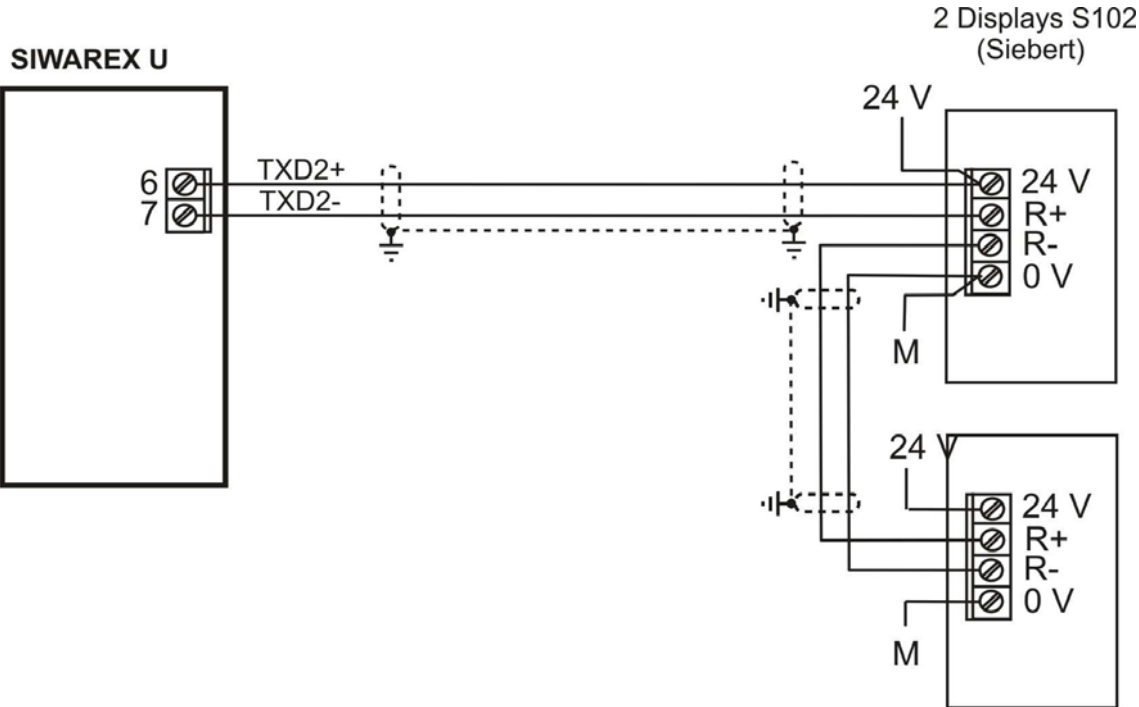 2 Displays S102
(Siebert)
SIWAREX U
24 V
6
TXD2+
24 V
7
TXD2-
R+
R-
0 V
M
24 V
24 V
R+
R-
0 V
M